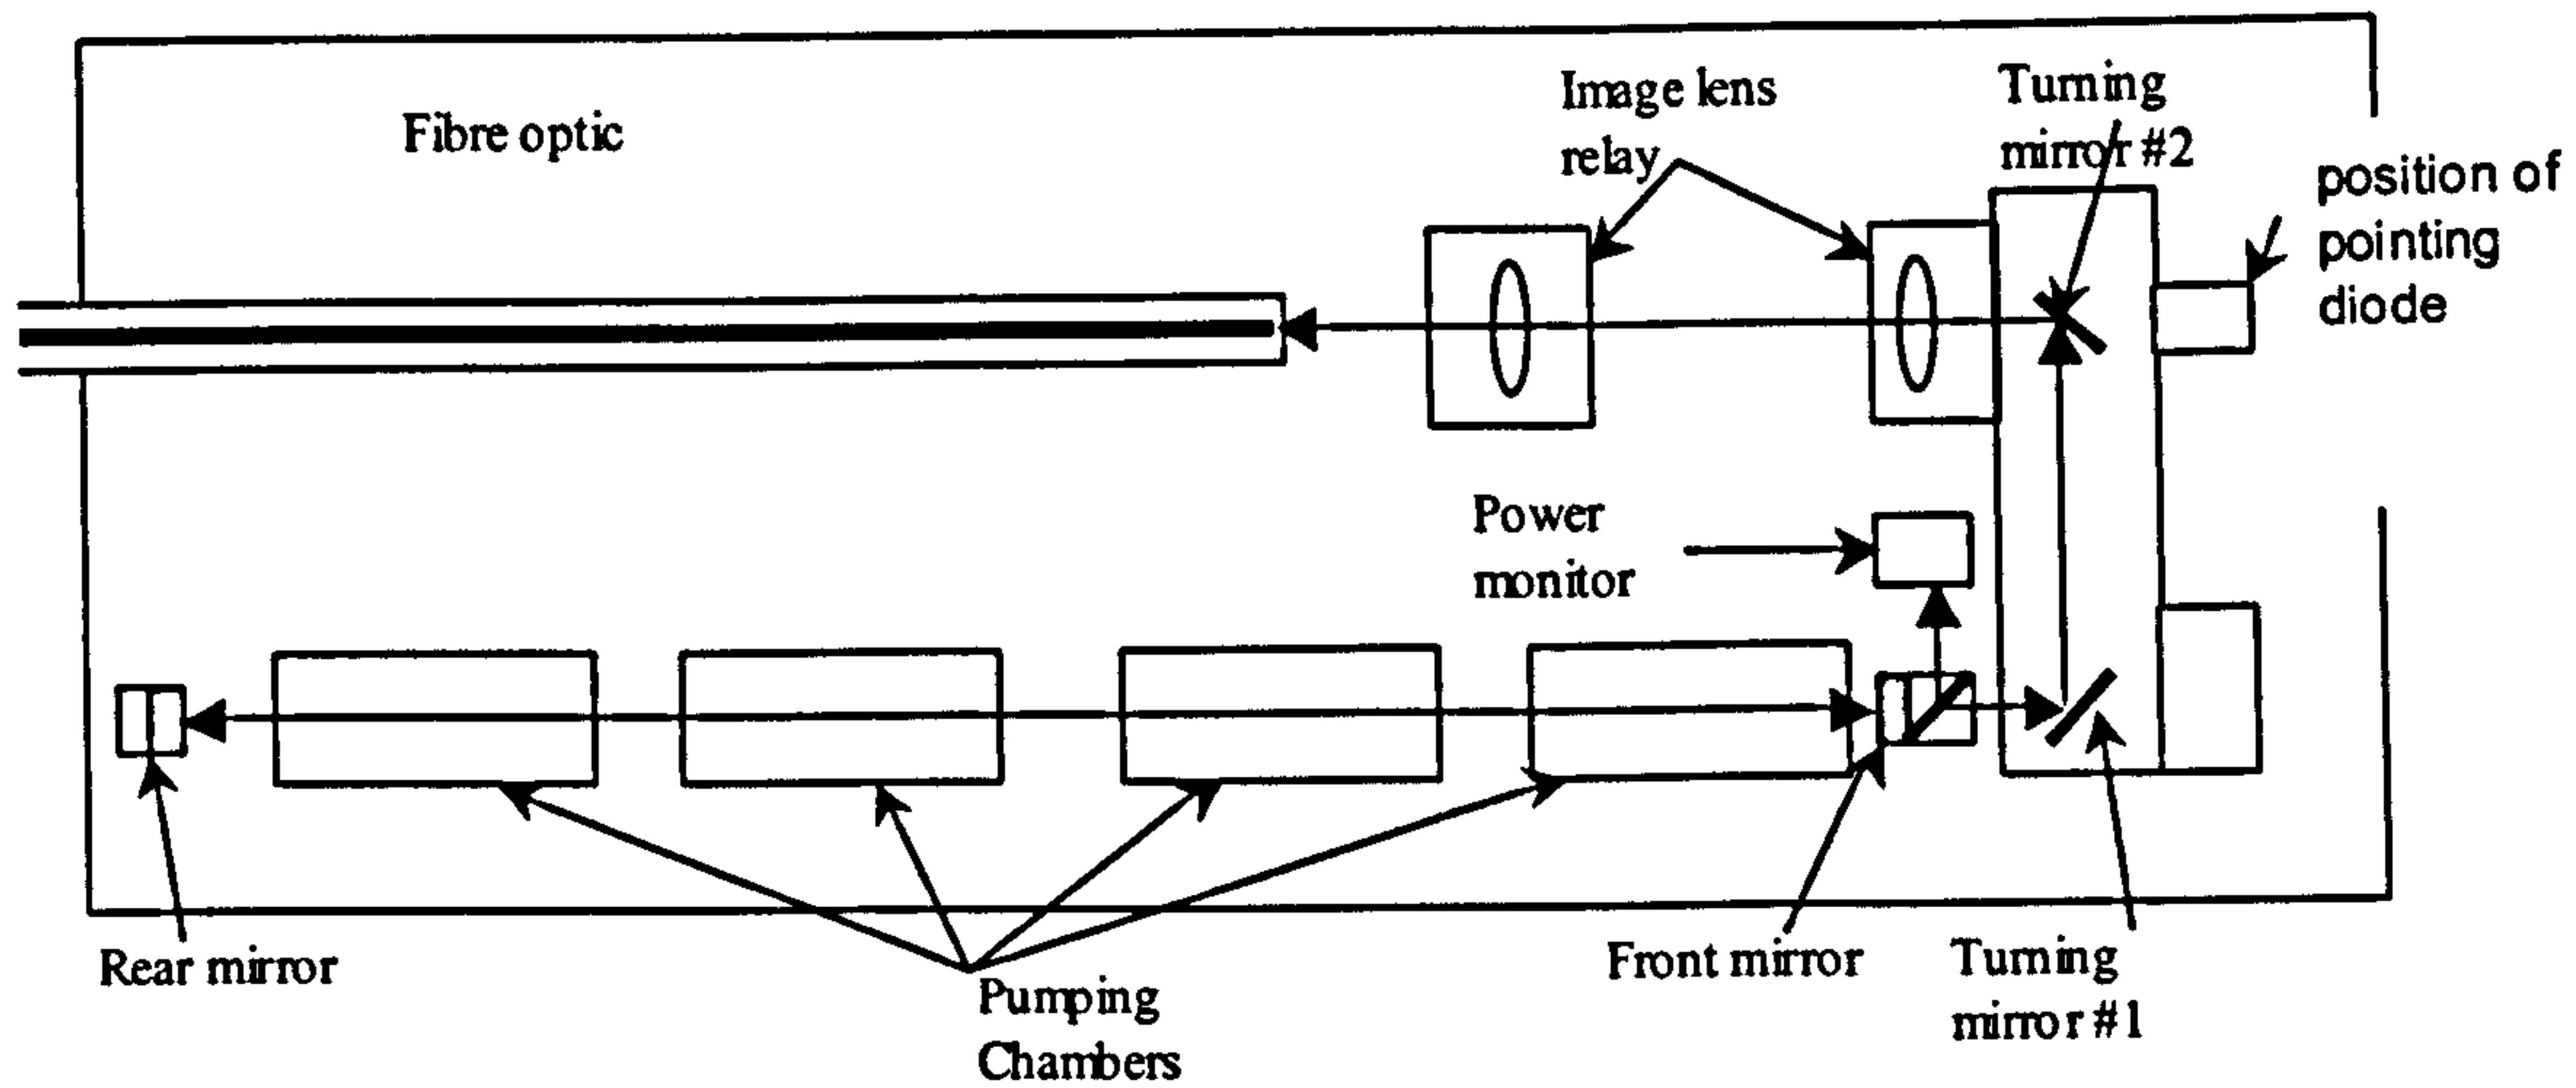 Fibre optic
Image lens
relay
Turning
mirror #2
position of
pointing
diode
Power
monitor
Rear mirror
Pumping
Chambers
Front mirror
Turning
mirror #1